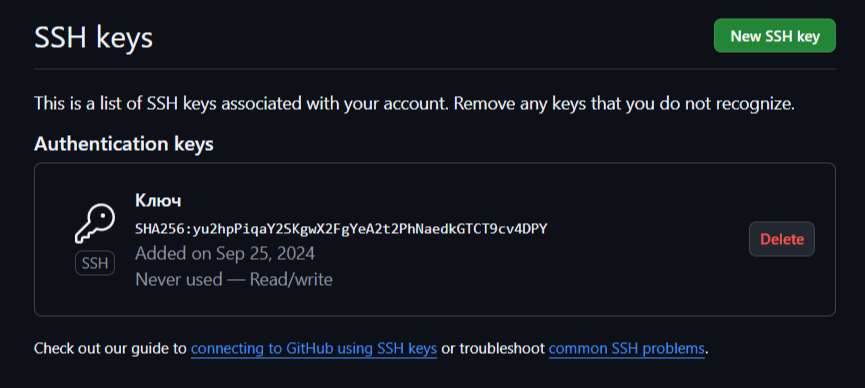 SSH keys
New SSH key
This is a list of SSH keys associated with your account. Remove any keys that you do not recognize.
Authentication keys
Ключ
SHA256:yu2hpPiqaY2SKgwX2FgYeA2t2PhNaedkGTCT9cv4DPY
Added on Sep 25, 2024
Never used — Read/write
SSH
Delete
Check out our guide to connecting to GitHub using SSH keys or troubleshoot common SSH problems.